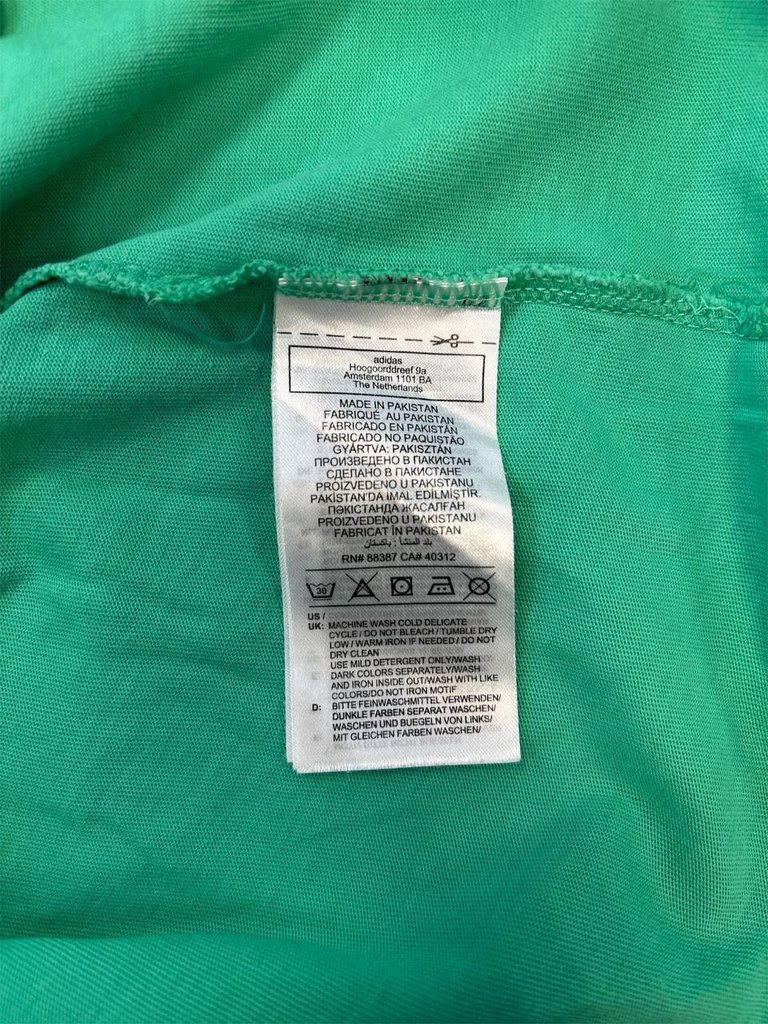 adidas
Hoogoorddreef 9a
Amsterdam 1101 BA
The Netherlands
MADE IN PAKISTAN
FABRIQUÉ AU PAKISTAN
FABRICADO EN PAKISTÁN
FABRICADO NO PAQUISTÃO
GYÁRTVA: PAKISZTÁN
ПРОИЗВЕДЕНО В ПАКИСТАН
СДЕЛАНО В ПАКИСТАНЕ
PROIZVEDENO U PAKISTANU
PAKİSTAN'DA İMAL EDİLMİŞTİR.
ПӘКІСТАНДА ЖАСАЛҒАН
PROIZVEDENO U PAKISTANU
FABRICAT ÎN PAKISTAN
بلد المنشأ : باكستان
RN# 88387 CA# 40312
30
US /
UK: MACHINE WASH COLD DELICATE
CYCLE / DO NOT BLEACH / TUMBLE DRY
LOW / WARM IRON IF NEEDED / DO NOT
DRY CLEAN
USE MILD DETERGENT ONLY/WASH
DARK COLORS SEPARATELY/WASH
AND IRON INSIDE OUT/WASH WITH LIKE
COLORS/DO NOT IRON MOTIF
D: BITTE FEINWASCHMITTEL VERWENDEN/
DUNKLE FARBEN SEPARAT WASCHEN/
WASCHEN UND BUEGELN VON LINKS/
MIT GLEICHEN FARBEN WASCHEN/